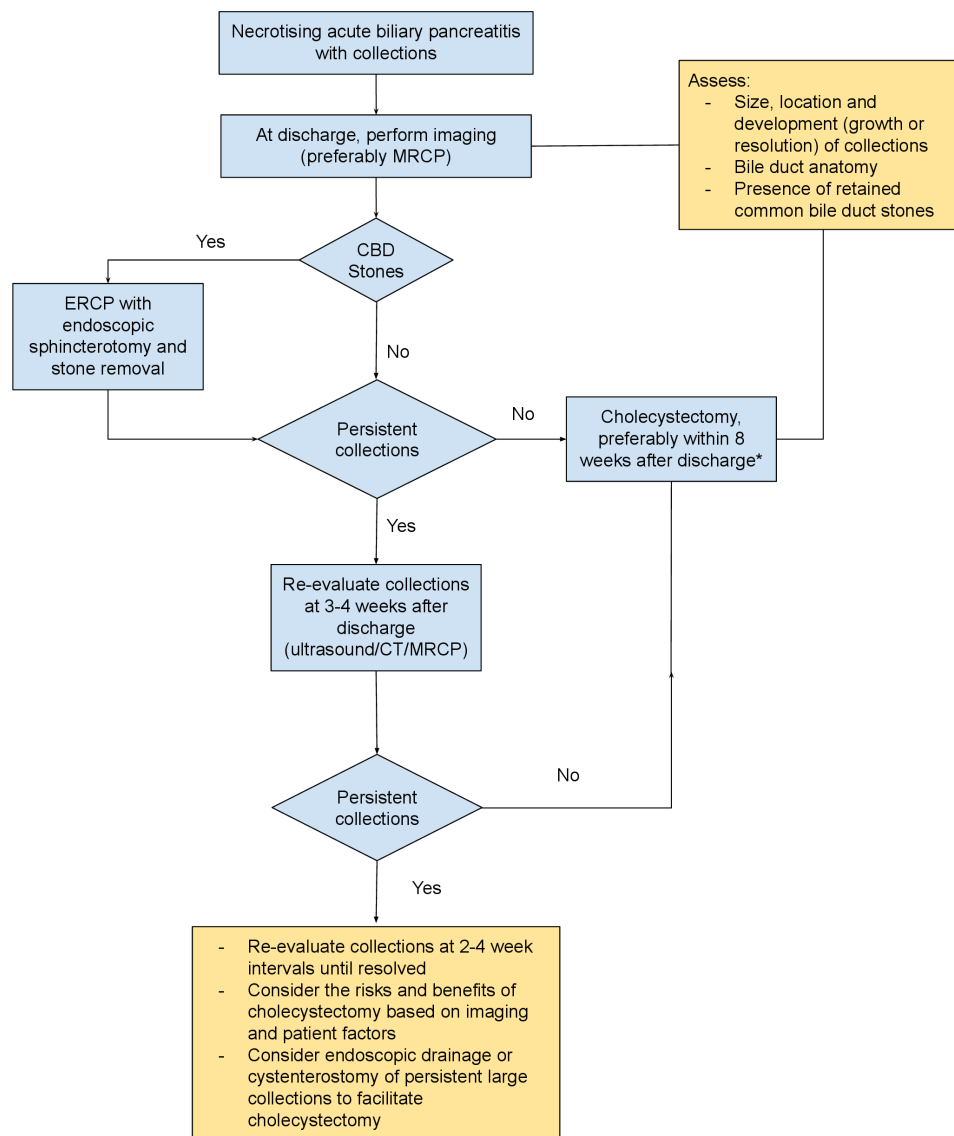 Necrotising acute biliary pancreatitis
with collections
At discharge, perform imaging
(preferably MRCP)
Assess:
- Size, location and
development (growth or
resolution) of collections
- Bile duct anatomy
- Presence of retained
common bile duct stones
CBD
Stones
Yes
ERCP with
endoscopic
sphincterotomy and
stone removal
No
Persistent
collections
No
Cholecystectomy,
preferably within 8
weeks after discharge*
Yes
Re-evaluate collections
at 3-4 weeks after
discharge
(ultrasound/CT/MRCP)
Persistent
collections
No
Yes
- Re-evaluate collections at 2-4 week
intervals until resolved
- Consider the risks and benefits of
cholecystectomy based on imaging
and patient factors
- Consider endoscopic drainage or
cystenterostomy of persistent large
collections to facilitate
cholecystectomy